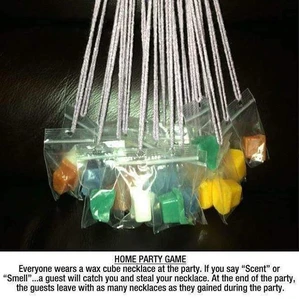 HOME PARTY GAME
Everyone wears a wax cube necklace at the party. If you say “Scent” or
“Smell”...a guest will catch you and steal your necklace. At the end of the party,
the guests leave with as many necklaces as they gained during the party.